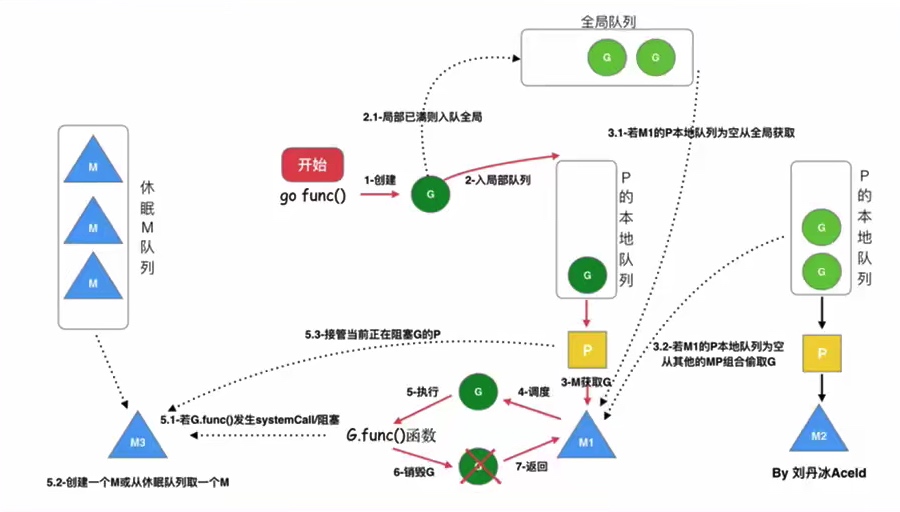 全局队列
G
G
2.1-局部已满则入队全局
3.1-若M1的P本地队列为空从全局获取
M
M
M
休眠M队列
开始
go func()
1-创建
G
2-入局部队列
P的本地队列
G
P的本地队列
G
G
5.3-接管当前正在阻塞G的P
P
3.2-若M1的P本地队列为空
从其他的MP组合偷取G
P
3-M获取G
5-执行
G
4-调度
M3
5.1-若G.func()发生systemCall/阻塞
G.func()函数
M1
M2
6-销毁G
G
7-返回
5.2-创建一个M或从休眠队列取一个M
By 刘丹冰Aceld